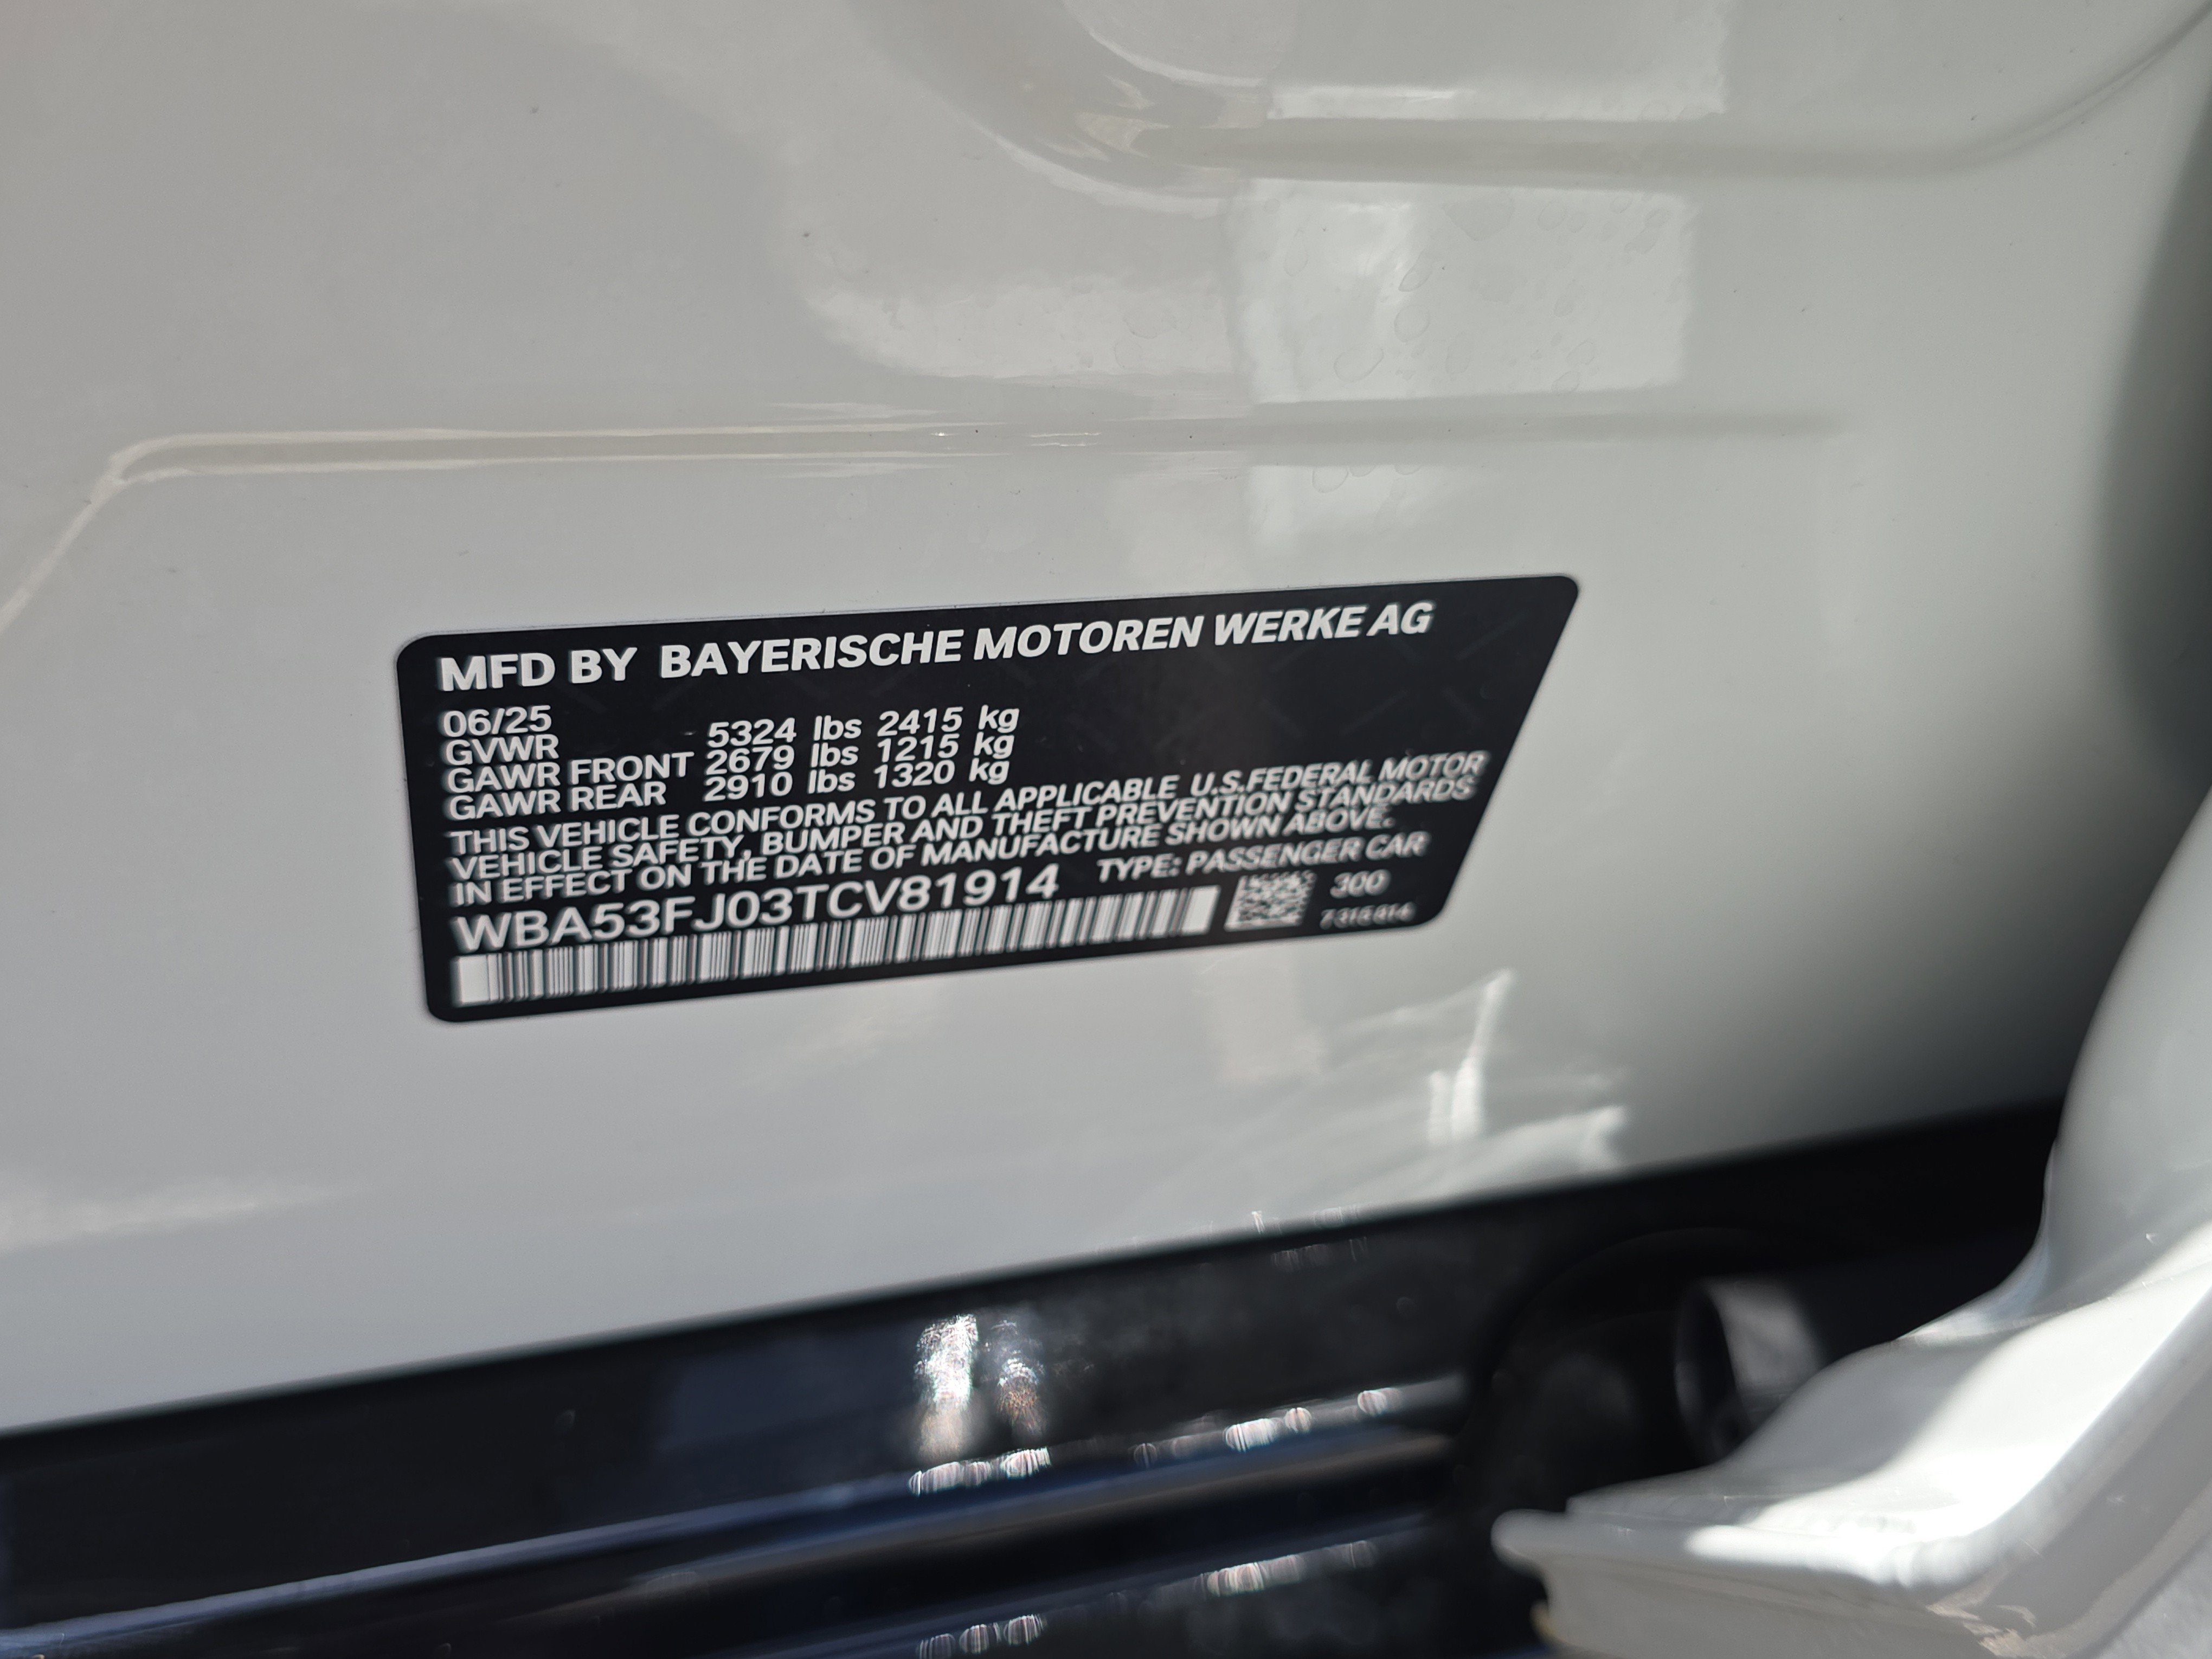 MFD BY BAYERISCHE MOTOREN WERKE AG
06/25
GVWR 5324 lbs 2415 kg
GAWR FRONT 2679 lbs 1215 kg
GAWR REAR 2910 lbs 1320 kg
THIS VEHICLE CONFORMS TO ALL APPLICABLE U.S.FEDERAL MOTOR
VEHICLE SAFETY, BUMPER AND THEFT PREVENTION STANDARDS
IN EFFECT ON THE DATE OF MANUFACTURE SHOWN ABOVE.
WBA53FJ03TCV81914 TYPE: PASSENGER CAR
300